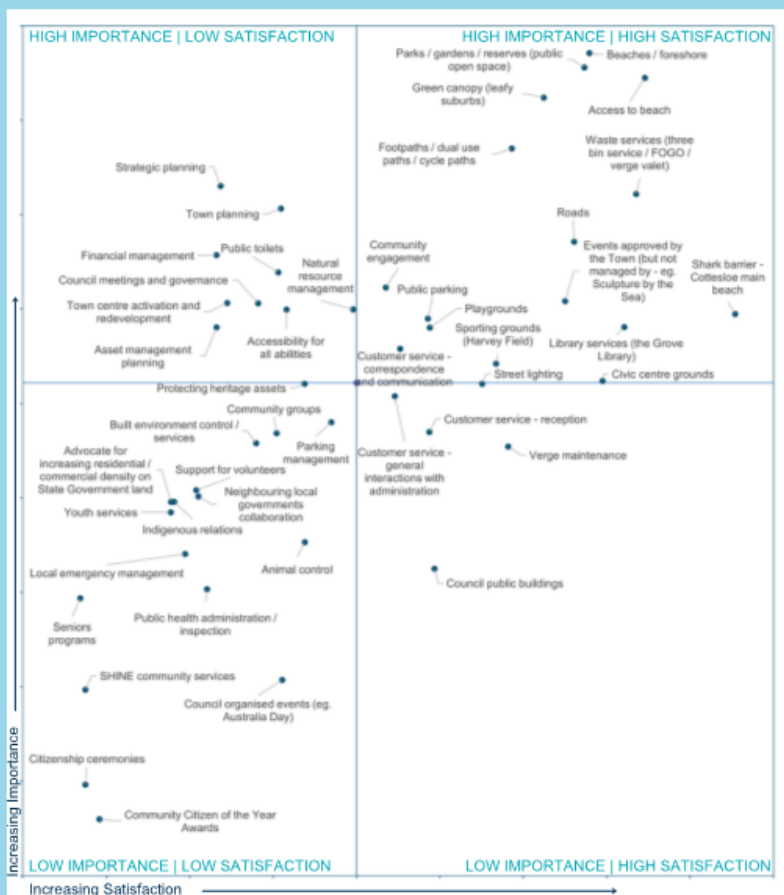 HIGH IMPORTANCE | LOW SATISFACTION
HIGH IMPORTANCE | HIGH SATISFACTION
Parks / gardens / reserves (public
open space)
Beaches / foreshore
Green canopy (leafy
suburbs)
Access to beach
Footpaths / dual use
paths / cycle paths
Waste services (three
bin service / FOGO /
verge valet)
Strategic planning
Town planning
Roads
Financial management
Public toilets
Natural
resource
management
Community
engagement
Events approved by
the Town (but not
managed by - eg.
Sculpture by the
Sea)
Shark barrier -
Cottesloe main
beach
Council meetings and governance
Public parking
Town centre activation and
redevelopment
Playgrounds
Accessibility for
all abilities
Sporting grounds
(Harvey Field)
Library services (the Grove
Library)
Asset management
planning
Customer service -
correspondence
and communication
Street lighting
Civic centre grounds
Protecting heritage assets
Community groups
Built environment control /
services
Parking
management
Customer service - reception
Customer service -
general
interactions with
administration
Verge maintenance
Advocate for
increasing residential /
commercial density on
State Government land
Support for volunteers
Neighbouring local
governments
collaboration
Youth services
Indigenous relations
Local emergency management
Animal control
Council public buildings
Seniors
programs
Public health administration /
inspection
SHINE community services
Council organised events (eg.
Australia Day)
Citizenship ceremonies
Community Citizen of the Year
Awards
LOW IMPORTANCE | LOW SATISFACTION
LOW IMPORTANCE | HIGH SATISFACTION
Increasing Importance
Increasing Satisfaction